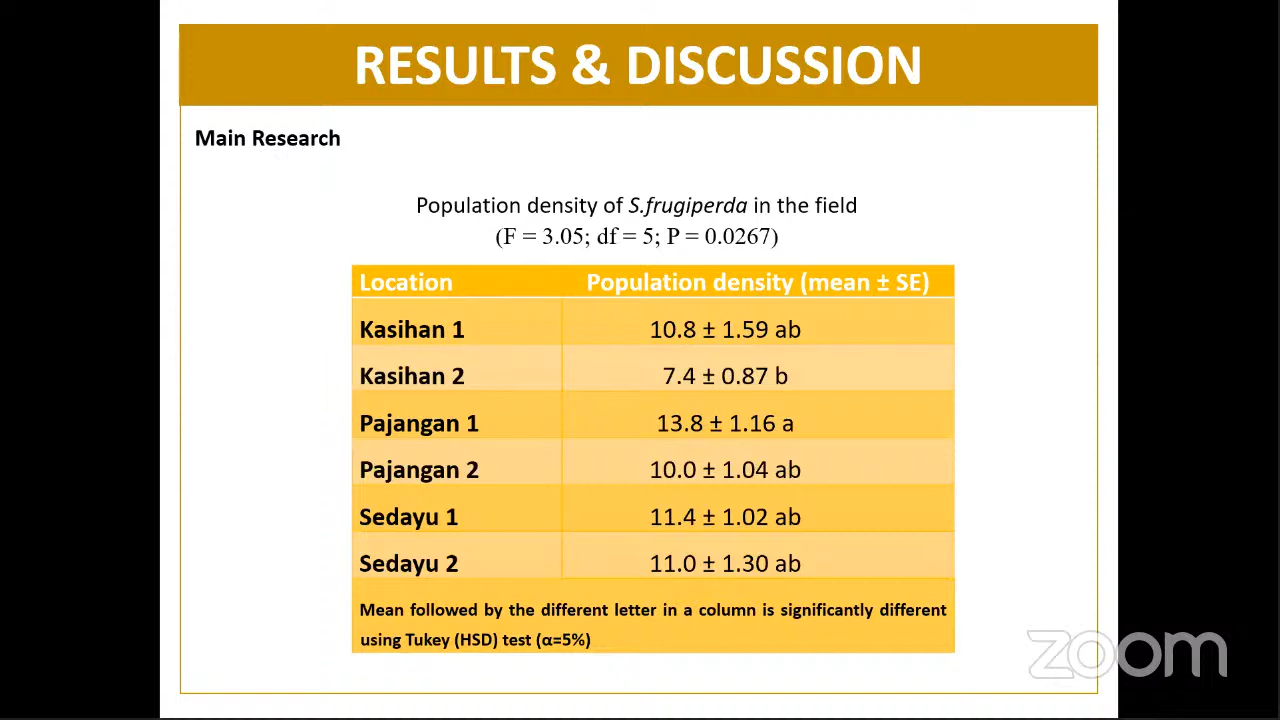 RESULTS & DISCUSSION
Main Research
Population density of S.frugiperda in the field
(F = 3.05; df = 5; P = 0.0267)
Location Population density (mean ± SE)
Kasihan 1 10.8 ± 1.59 ab
Kasihan 2 7.4 ± 0.87 b
Pajangan 1 13.8 ± 1.16 a
Pajangan 2 10.0 ± 1.04 ab
Sedayu 1 11.4 ± 1.02 ab
Sedayu 2 11.0 ± 1.30 ab
Mean followed by the different letter in a column is significantly different
using Tukey (HSD) test (α=5%)
zoom